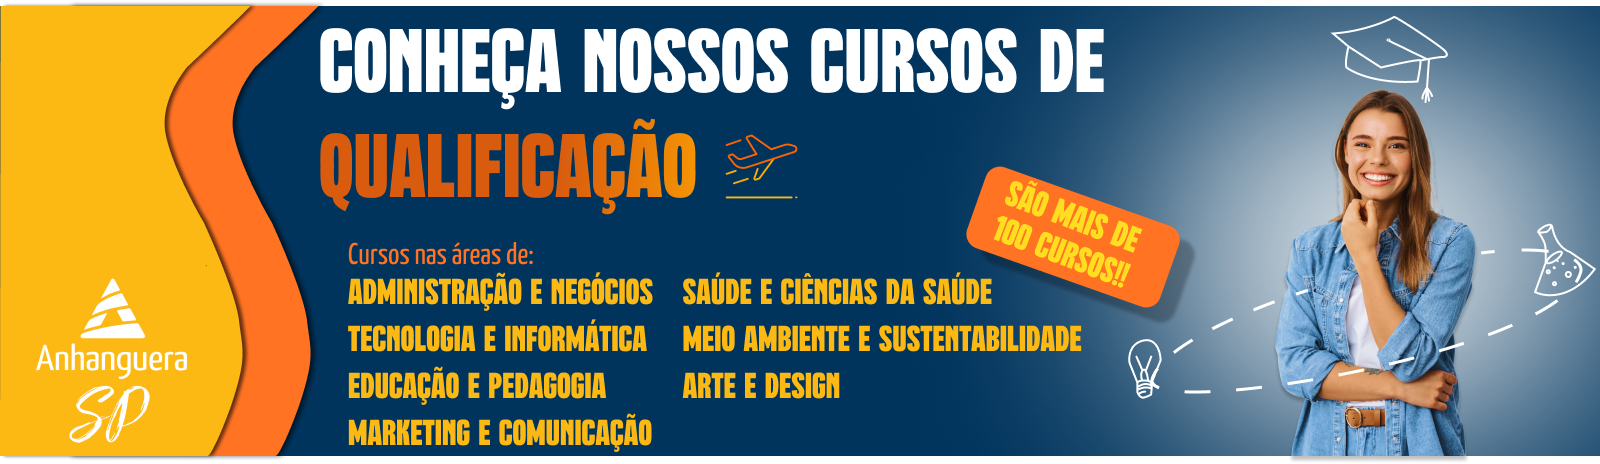 CONHEÇA NOSSOS CURSOS DE
QUALIFICAÇÃO
SÃO MAIS DE
100 CURSOS!!
Cursos nas áreas de:
ADMINISTRAÇÃO E NEGÓCIOS
TECNOLOGIA E INFORMÁTICA
EDUCAÇÃO E PEDAGOGIA
MARKETING E COMUNICAÇÃO
SAÚDE E CIÊNCIAS DA SAÚDE
MEIO AMBIENTE E SUSTENTABILIDADE
ARTE E DESIGN
Anhanguera
SP